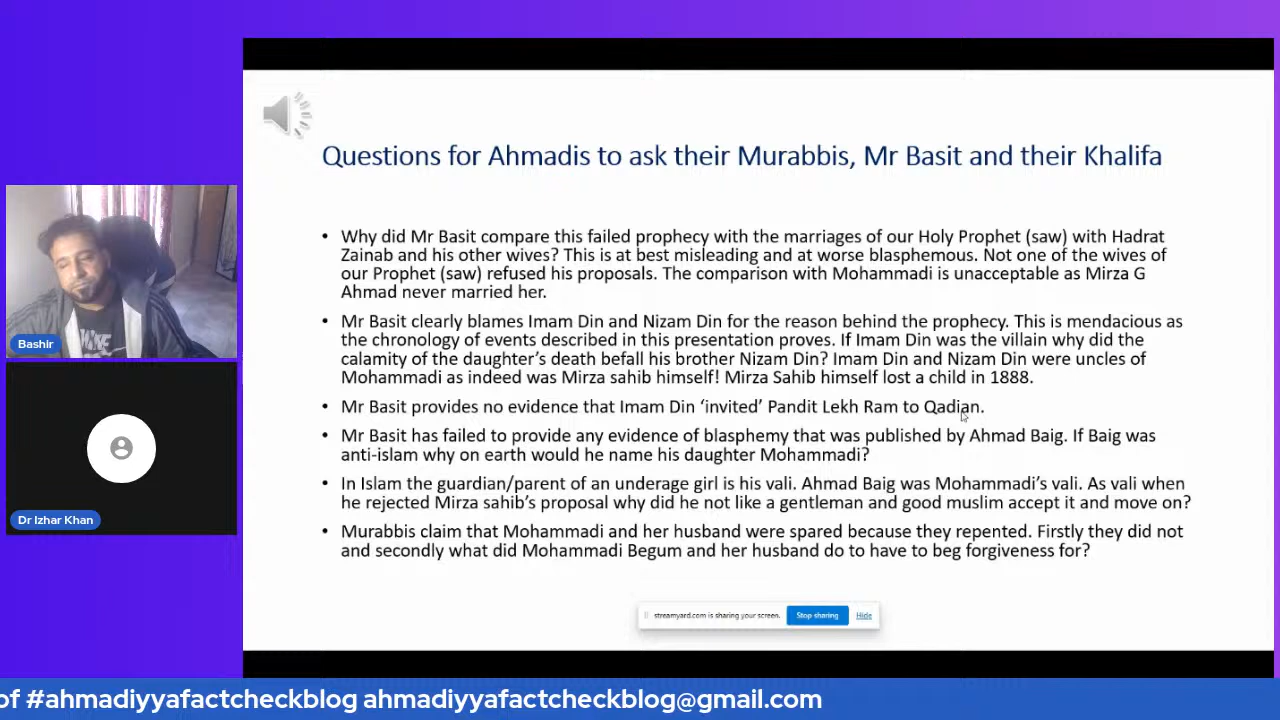 Questions for Ahmadis to ask their Murabbis, Mr Basit and their Khalifa
• Why did Mr Basit compare this failed prophecy with the marriages of our Holy Prophet (saw) with Hadrat
Zainab and his other wives? This is at best misleading and at worse blasphemous. Not one of the wives of
our Prophet (saw) refused his proposals. The comparison with Mohammadi is unacceptable as Mirza G
Ahmad never married her.
• Mr Basit clearly blames Imam Din and Nizam Din for the reason behind the prophecy. This is mendacious as
the chronology of events described in this presentation proves. If Imam Din was the villain why did the
calamity of the daughter's death befall his brother Nizam Din? Imam Din and Nizam Din were uncles of
Mohammadi as indeed was Mirza sahib himself! Mirza Sahib himself lost a child in 1888.
• Mr Basit provides no evidence that Imam Din ‘invited’ Pandit Lekh Ram to Qadian.
• Mr Basit has failed to provide any evidence of blasphemy that was published by Ahmad Baig. If Baig was
anti-islam why on earth would he name his daughter Mohammadi?
• In Islam the guardian/parent of an underage girl is his vali. Ahmad Baig was Mohammadi's vali. As vali when
he rejected Mirza sahib's proposal why did he not like a gentleman and good muslim accept it and move on?
• Murabbis claim that Mohammadi and her husband were spared because they repented. Firstly they did not
and secondly what did Mohammadi Begum and her husband do to have to beg forgiveness for?
Bashir
NIKE
Dr Izhar Khan
streamyard.com is sharing your screen.
Stop sharing
Hide
of #ahmadiyyafactcheckblog ahmadiyyafactcheckblog@gmail.com